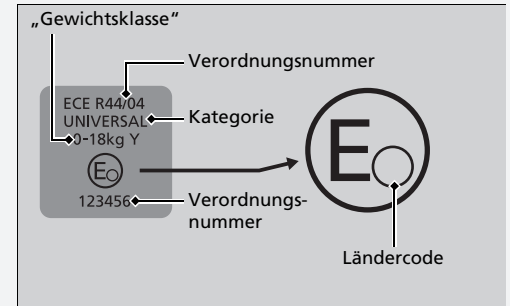 „Gewichtsklasse“
Verordnungsnummer
ECE R44/04
UNIVERSAL
0-18kg Y
Kategorie
E
E
123456
Verordnungs-
nummer
Ländercode